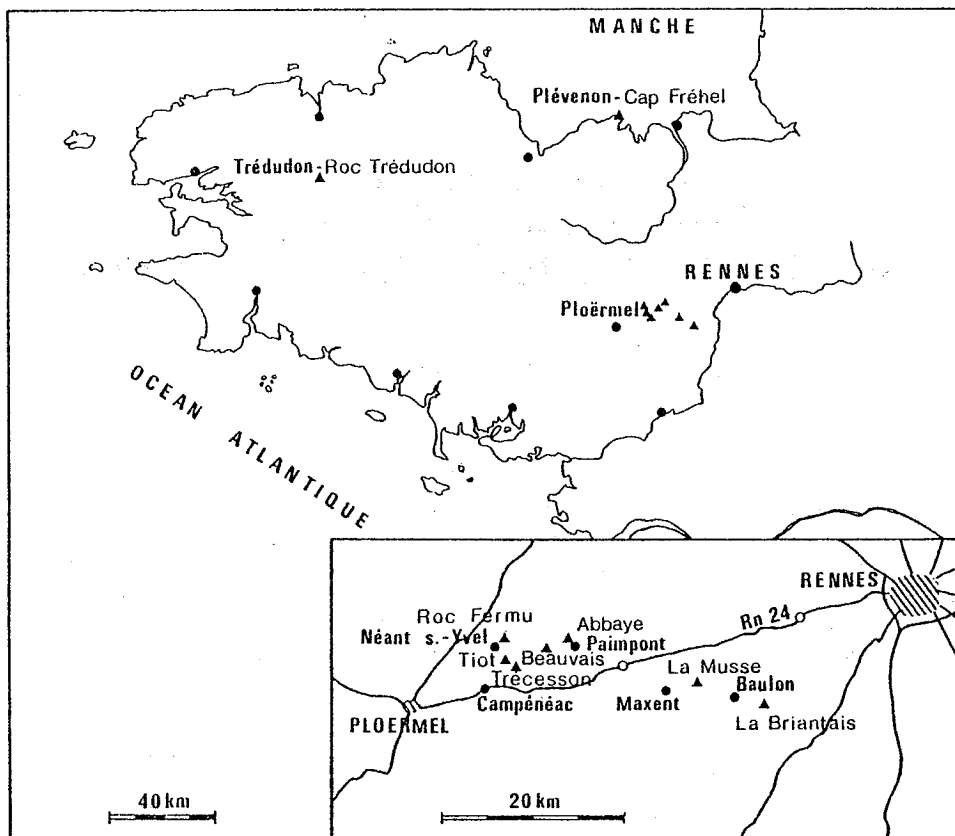 MANCHE
Plévenon-Cap Fréhel
Trédudon-Roc Trédudon
RENNES
Ploërmel
OCEAN ATLANTIQUE
RENNES
Rn 24
Roc Fermu
Abbaye
Néant s.-Yvel
Paimpont
Tiot
Beauvais
La Musse
Trécesson
Baulon
Campénéac
Maxent
PLOERMEL
La Briantais
40 km
20 km